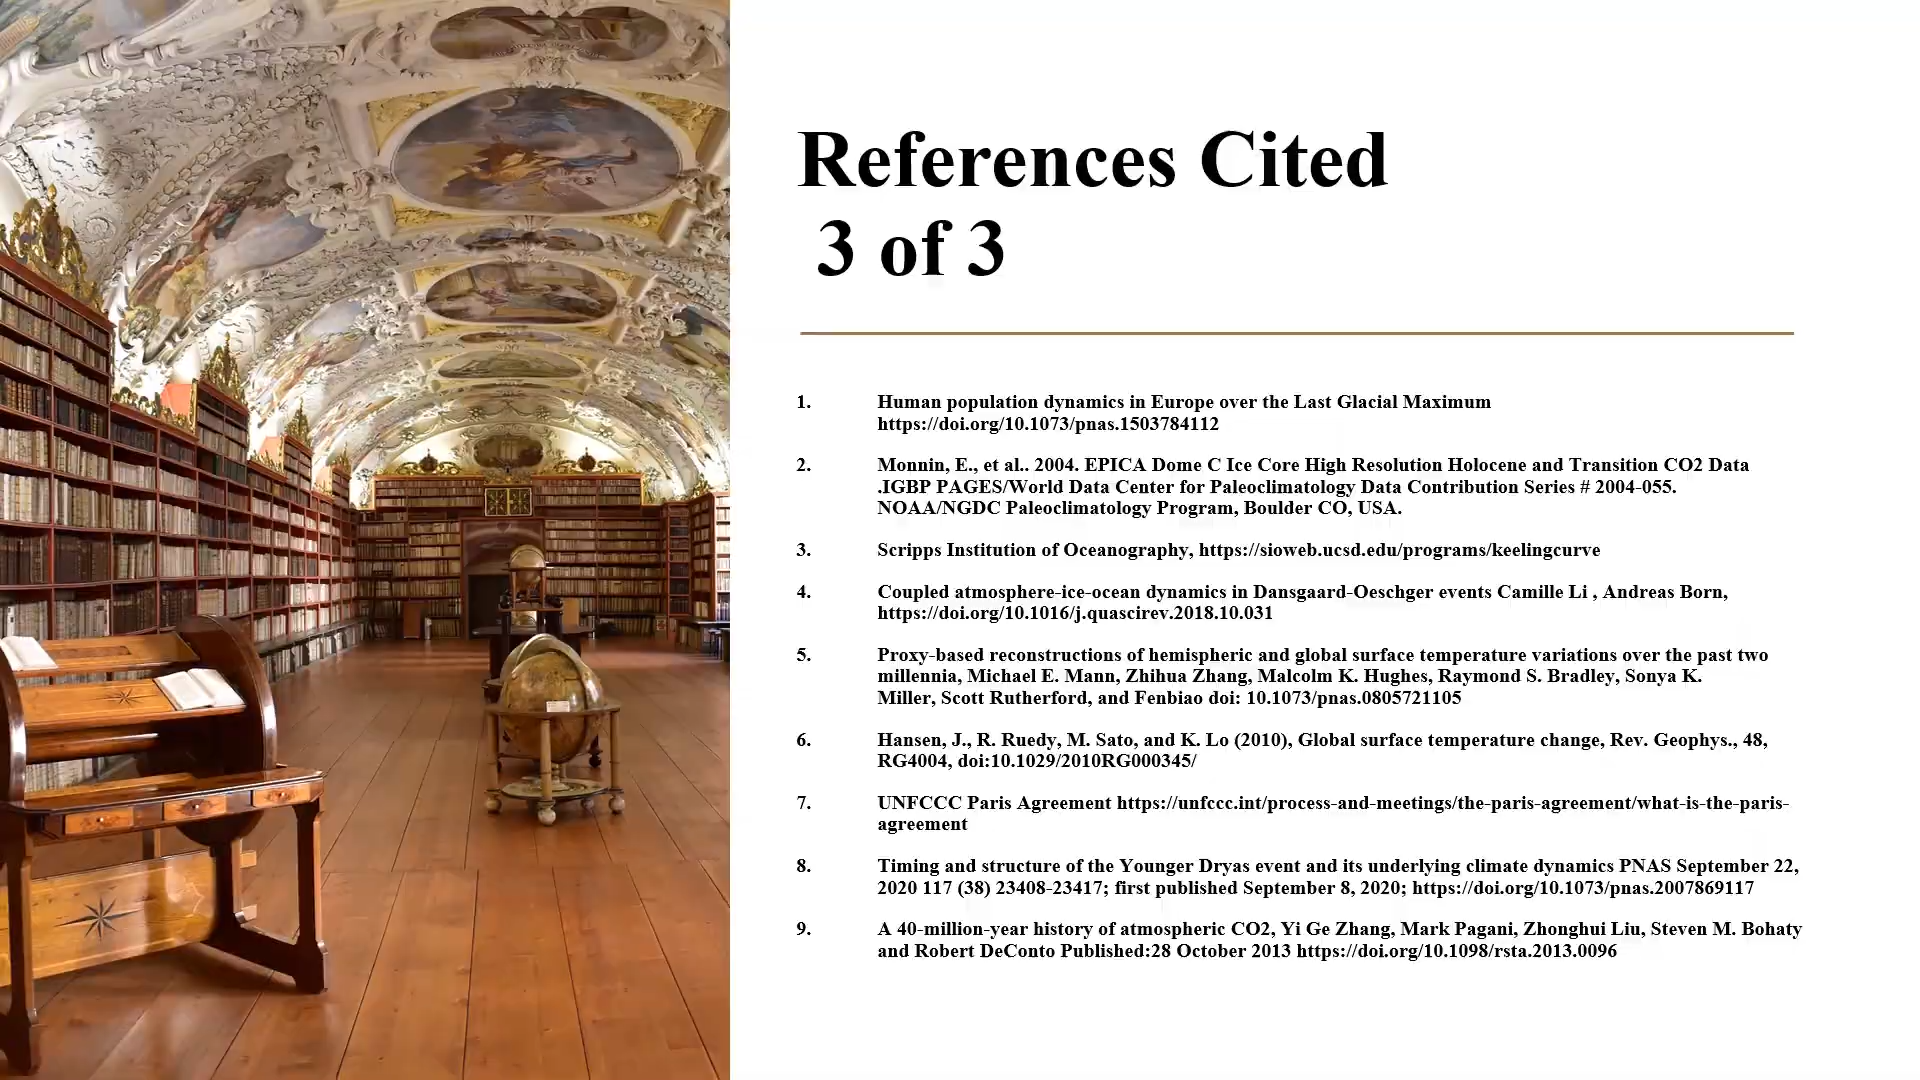 References Cited
3 of 3
1. Human population dynamics in Europe over the Last Glacial Maximum
https://doi.org/10.1073/pnas.1503784112
2. Monnin, E., et al.. 2004. EPICA Dome C Ice Core High Resolution Holocene and Transition CO2 Data
.IGBP PAGES/World Data Center for Paleoclimatology Data Contribution Series # 2004-055.
NOAA/NGDC Paleoclimatology Program, Boulder CO, USA.
3. Scripps Institution of Oceanography, https://sioweb.ucsd.edu/programs/keelingcurve
4. Coupled atmosphere-ice-ocean dynamics in Dansgaard-Oeschger events Camille Li , Andreas Born,
https://doi.org/10.1016/j.quascirev.2018.10.031
5. Proxy-based reconstructions of hemispheric and global surface temperature variations over the past two
millennia, Michael E. Mann, Zhihua Zhang, Malcolm K. Hughes, Raymond S. Bradley, Sonya K.
Miller, Scott Rutherford, and Fenbiao doi: 10.1073/pnas.0805721105
6. Hansen, J., R. Ruedy, M. Sato, and K. Lo (2010), Global surface temperature change, Rev. Geophys., 48,
RG4004, doi:10.1029/2010RG000345/
7. UNFCCC Paris Agreement https://unfccc.int/process-and-meetings/the-paris-agreement/what-is-the-paris-
agreement
8. Timing and structure of the Younger Dryas event and its underlying climate dynamics PNAS September 22,
2020 117 (38) 23408-23417; first published September 8, 2020; https://doi.org/10.1073/pnas.2007869117
9. A 40-million-year history of atmospheric CO2, Yi Ge Zhang, Mark Pagani, Zhonghui Liu, Steven M. Bohaty
and Robert DeConto Published:28 October 2013 https://doi.org/10.1098/rsta.2013.0096